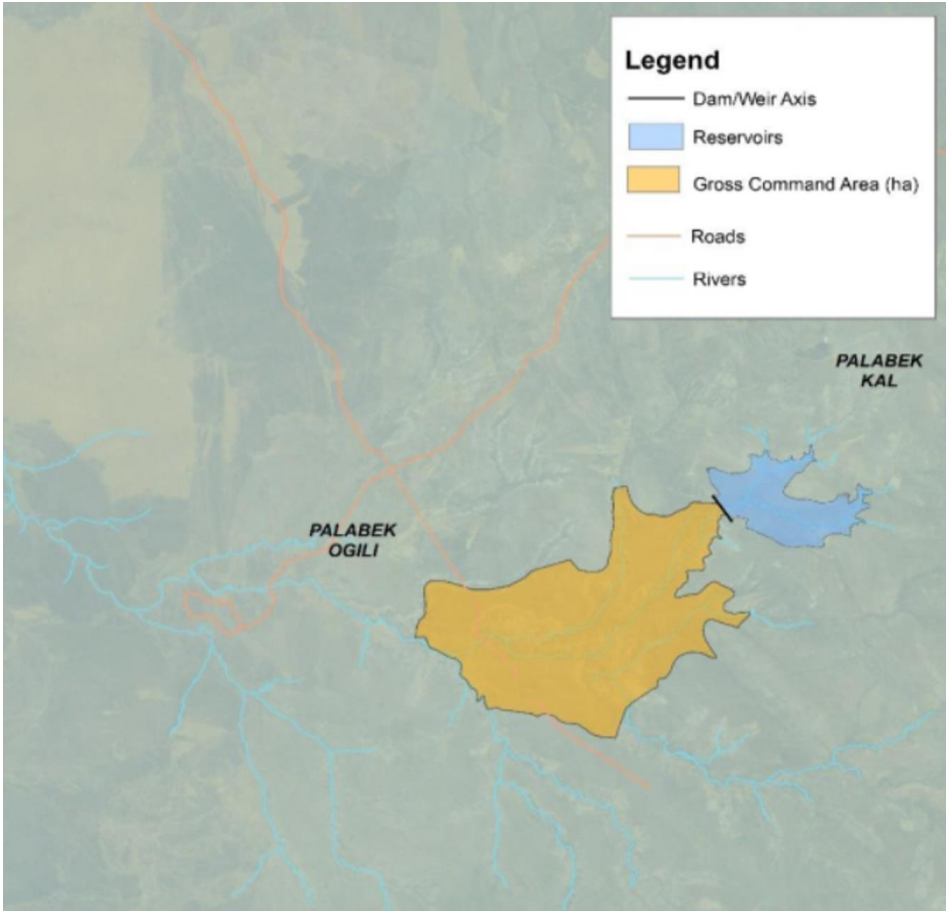 Legend
Dam/Weir Axis
Reservoirs
Gross Command Area (ha)
Roads
Rivers
PALABEK
KAL
PALABEK
OGILI